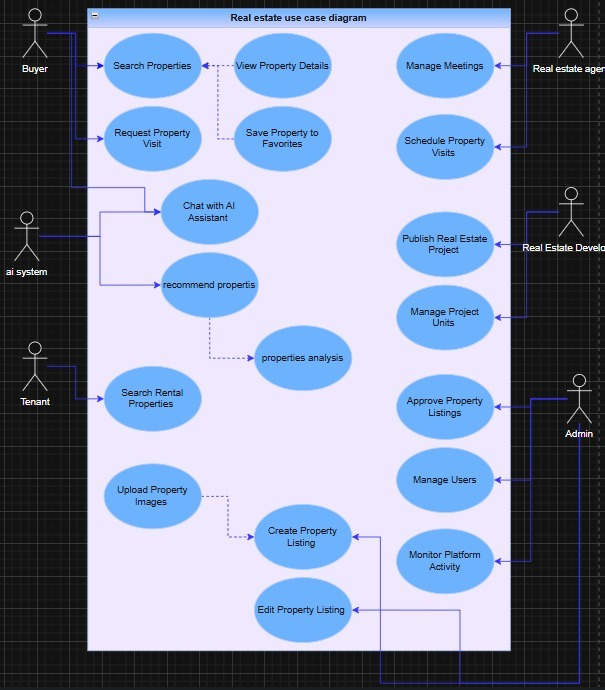 Real estate use case diagram
Buyer
Search Properties
View Property Details
Manage Meetings
Real estate agen
Request Property
Visit
Save Property to
Favorites
Schedule Property
Visits
Chat with AI
Assistant
ai system
Publish Real Estate
Project
Real Estate Develo
recommend propertis
Manage Project
Units
properties analysis
Tenant
Search Rental
Properties
Approve Property
Listings
Admin
Manage Users
Upload Property
Images
Create Property
Listing
Monitor Platform
Activity
Edit Property Listing